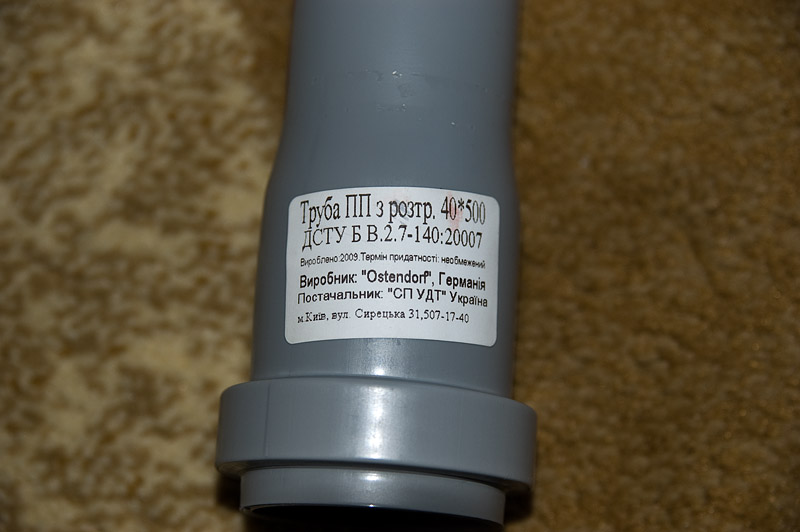 Труба ПП з розтр. 40*500
ДСТУ Б В.2.7-140:20007
Вироблено:2009.Термін придатності: необмежений
Виробник: "Ostendorf", Германія
Постачальник: "СП УДТ" Україна
м.Київ, вул. Сирецька 31,507-17-40